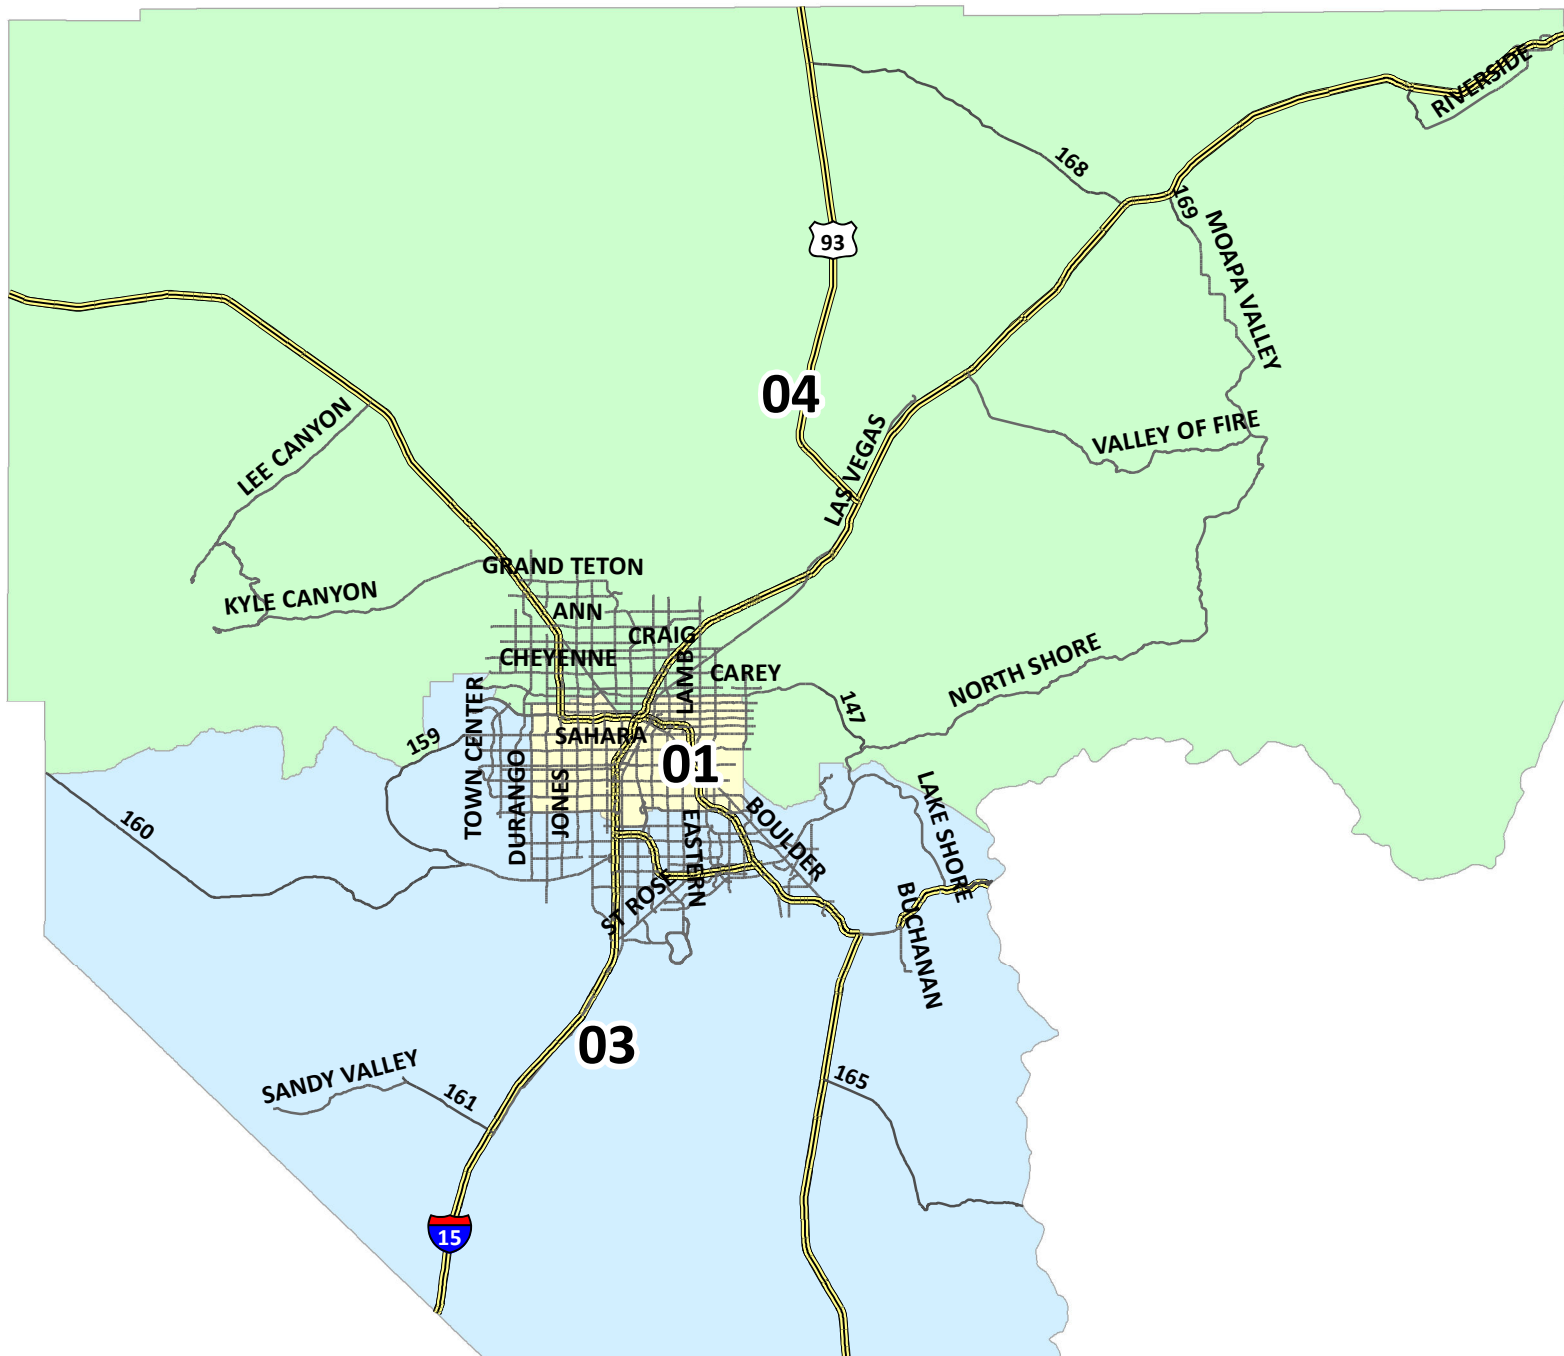 RIVERSIDE
168
169
MOAPA VALLEY
93
04
LEE CANYON
LAS VEGAS
VALLEY OF FIRE
GRAND TETON
KYLE CANYON
ANN
CRAIG
CHEYENNE
LAMB
CAREY
NORTH SHORE
TOWN CENTER
147
159
SAHARA
01
DURANGO
JONES
160
EASTERN
BOULDER
LAKE SHORE
ST ROSE
BUCHANAN
03
SANDY VALLEY
161
165
15